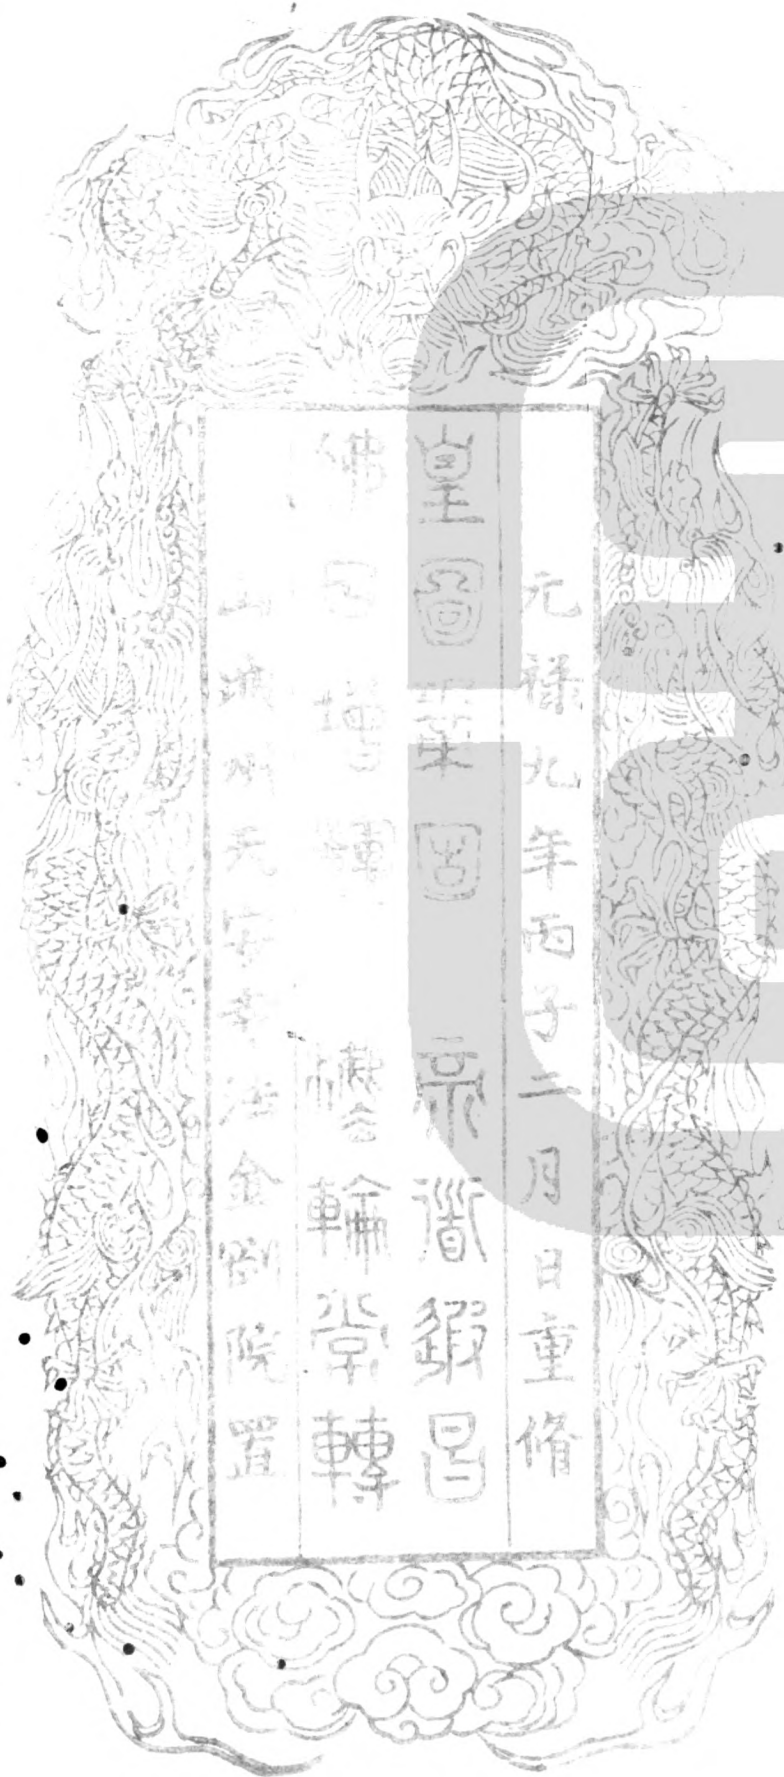 元禄九年丙子二月日重脩
皇圖鞏固 帝道遐昌
佛日增輝 法輪常轉
山城州天安寺法金剛院置